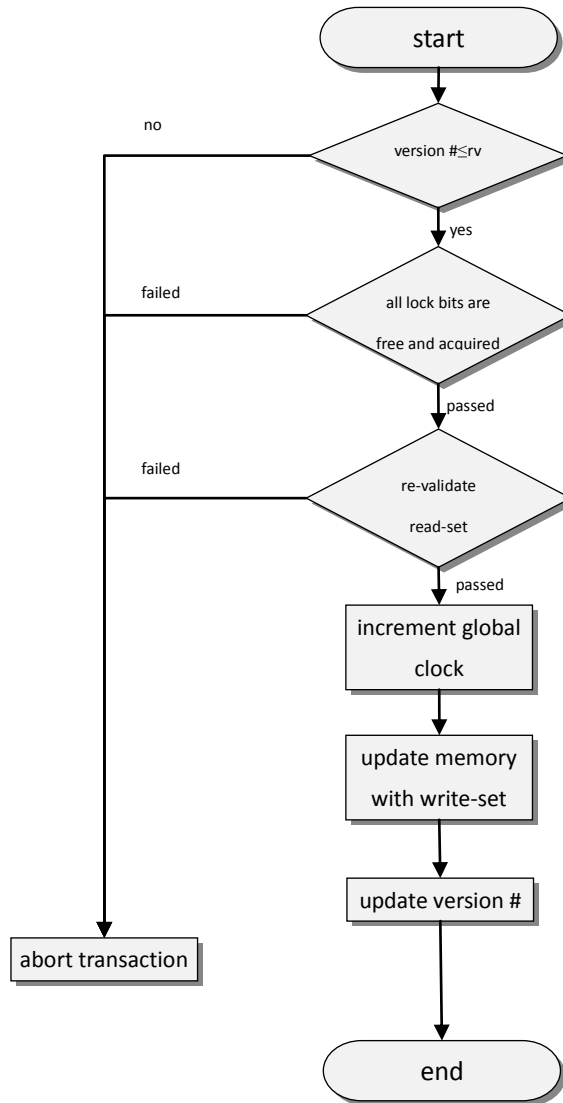 start
no
version #≤rv
yes
failed
all lock bits are
free and acquired
passed
failed
re-validate
read-set
passed
increment global
clock
update memory
with write-set
update version #
abort transaction
end